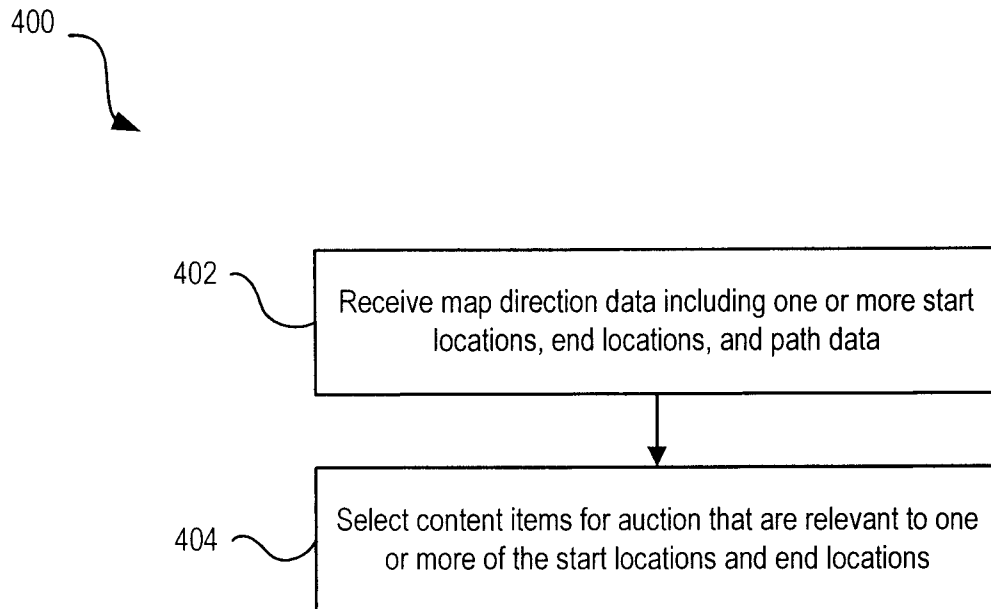 400
402
Receive map direction data including one or more start
locations, end locations, and path data
404
Select content items for auction that are relevant to one
or more of the start locations and end locations